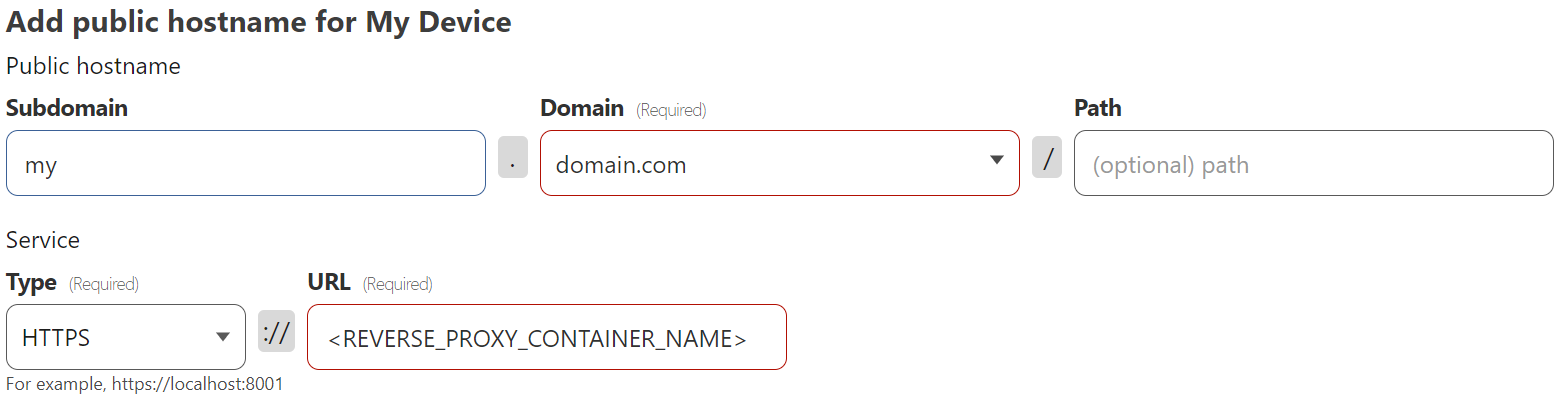 Add public hostname for My Device
Public hostname
Subdomain Domain (Required) Path
my . domain.com / (optional) path
Service
Type (Required) URL (Required)
HTTPS :// <REVERSE_PROXY_CONTAINER_NAME>
For example, https://localhost:8001